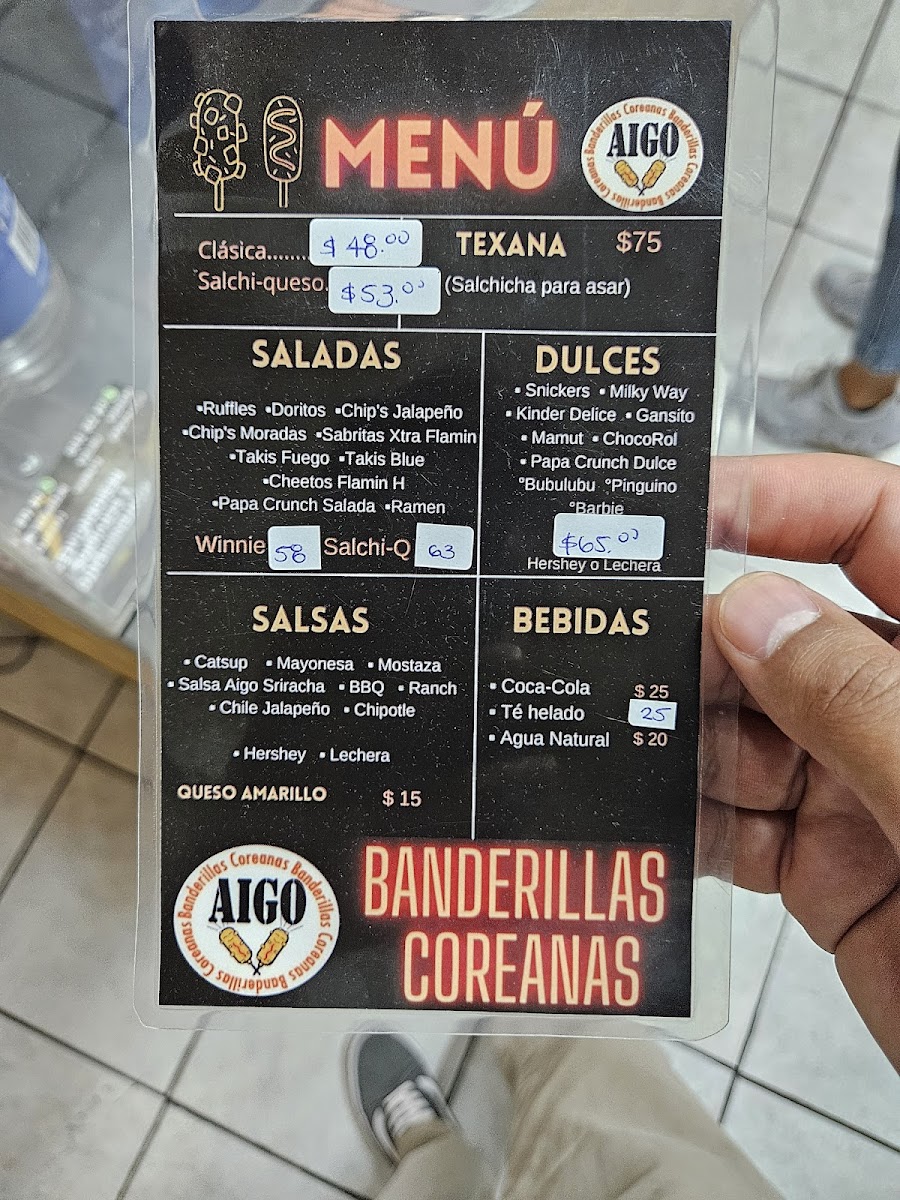 MENÚ
Banderillas Coreanas Banderillas Coreanas
AIGO
Clásica........ $48.00
Salchi-queso. $53.00
TEXANA $75
(Salchicha para asar)
SALADAS
▪Ruffles ▪Doritos ▪Chip's Jalapeño
▪Chip's Moradas ▪Sabritas Xtra Flamin
▪Takis Fuego ▪Takis Blue
▪Cheetos Flamin H
▪Papa Crunch Salada ▪Ramen
Winnie 58 Salchi-Q 63
DULCES
▪ Snickers ▪ Milky Way
▪ Kinder Delice ▪ Gansito
▪ Mamut ▪ ChocoRol
▪ Papa Crunch Dulce
°Bubulubu °Pinguino
°Barbie
$65.00
Hershey o Lechera
SALSAS
▪ Catsup ▪ Mayonesa ▪ Mostaza
▪ Salsa Aigo Sriracha ▪ BBQ ▪ Ranch
▪ Chile Jalapeño ▪ Chipotle
▪ Hershey ▪ Lechera
QUESO AMARILLO $ 15
BEBIDAS
▪ Coca-Cola $ 25
▪ Té helado 25
▪ Agua Natural $ 20
Banderillas Coreanas Banderillas Coreanas Banderillas Coreanas
AIGO
BANDERILLAS
COREANAS